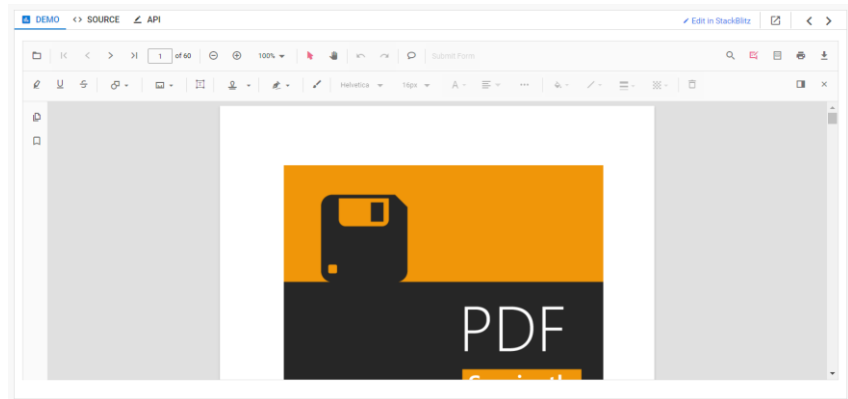 DEMO <> SOURCE API Edit in StackBlitz
1 of 60 100% Submit Form
Helvetica 16px A
PDF